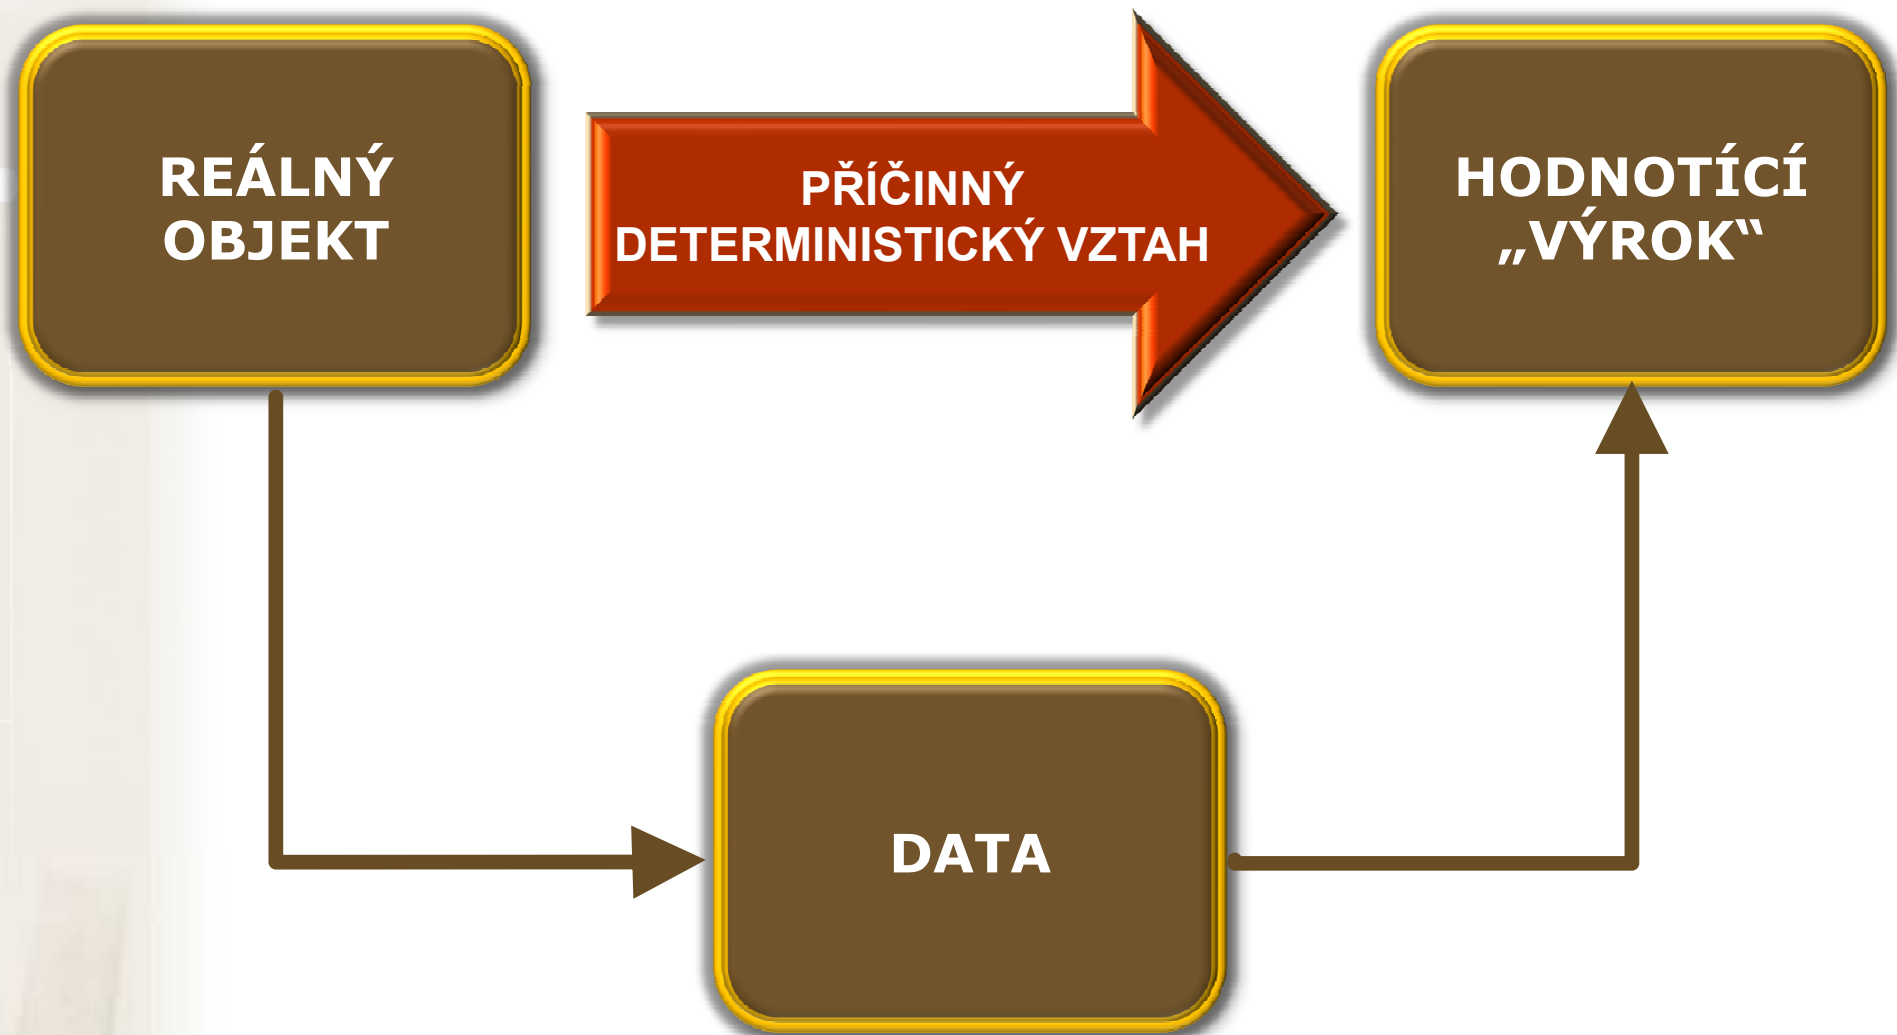 REÁLNÝ
OBJEKT
PŘÍČINNÝ
DETERMINISTICKÝ VZTAH
HODNOTÍCÍ
„VÝROK“
DATA